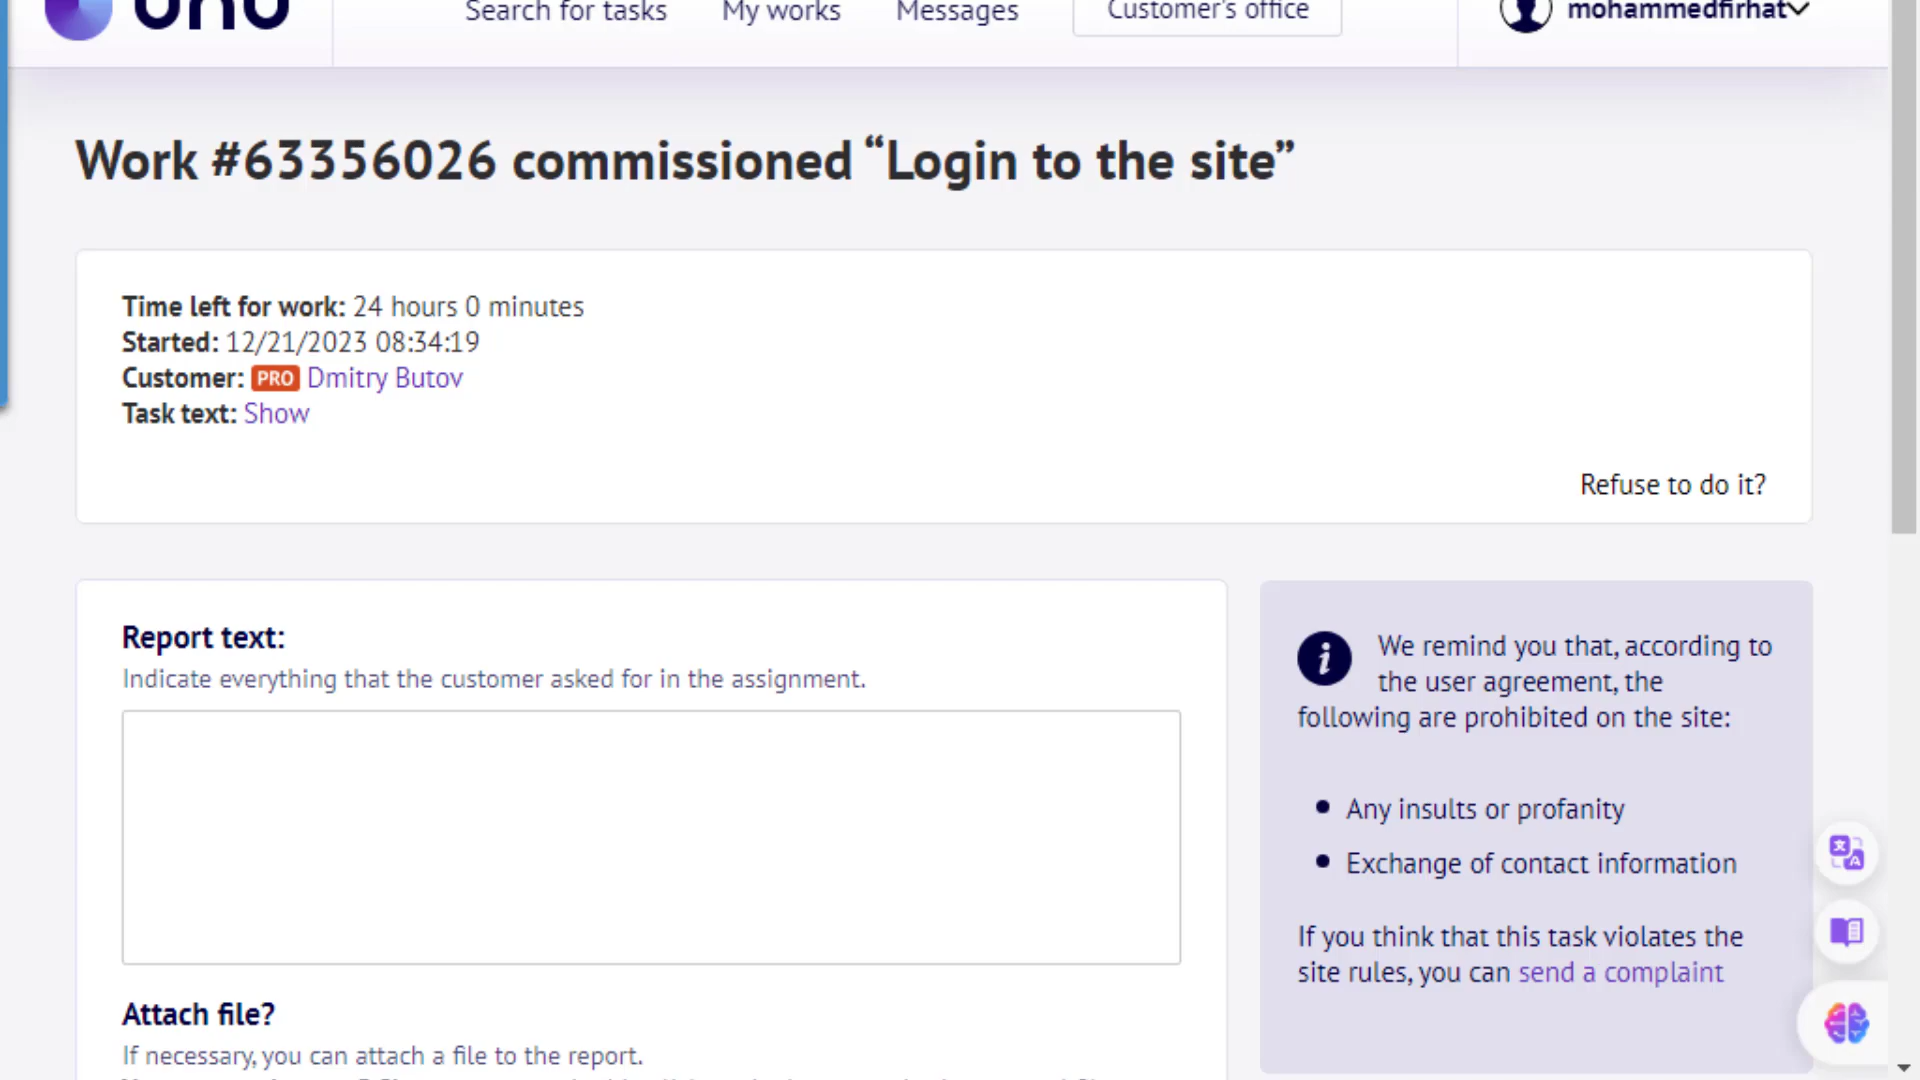 unu
Search for tasks
My works
Messages
Customer's office
mohammedfirhat
Work #63356026 commissioned “Login to the site”
Time left for work: 24 hours 0 minutes
Started: 12/21/2023 08:34:19
Customer: PRO Dmitry Butov
Task text: Show
Refuse to do it?
Report text:
Indicate everything that the customer asked for in the assignment.
Attach file?
If necessary, you can attach a file to the report.
We remind you that, according to
the user agreement, the
following are prohibited on the site:
Any insults or profanity
Exchange of contact information
If you think that this task violates the
site rules, you can send a complaint